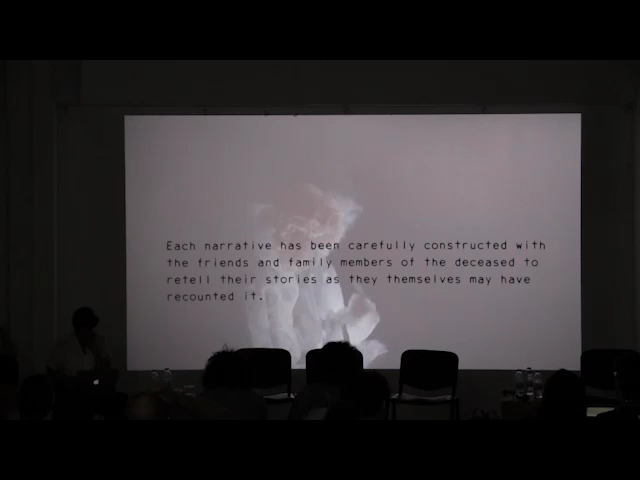 Each narrative has been carefully constructed with
the friends and family members of the deceased to
retell their stories as they themselves may have
recounted it.